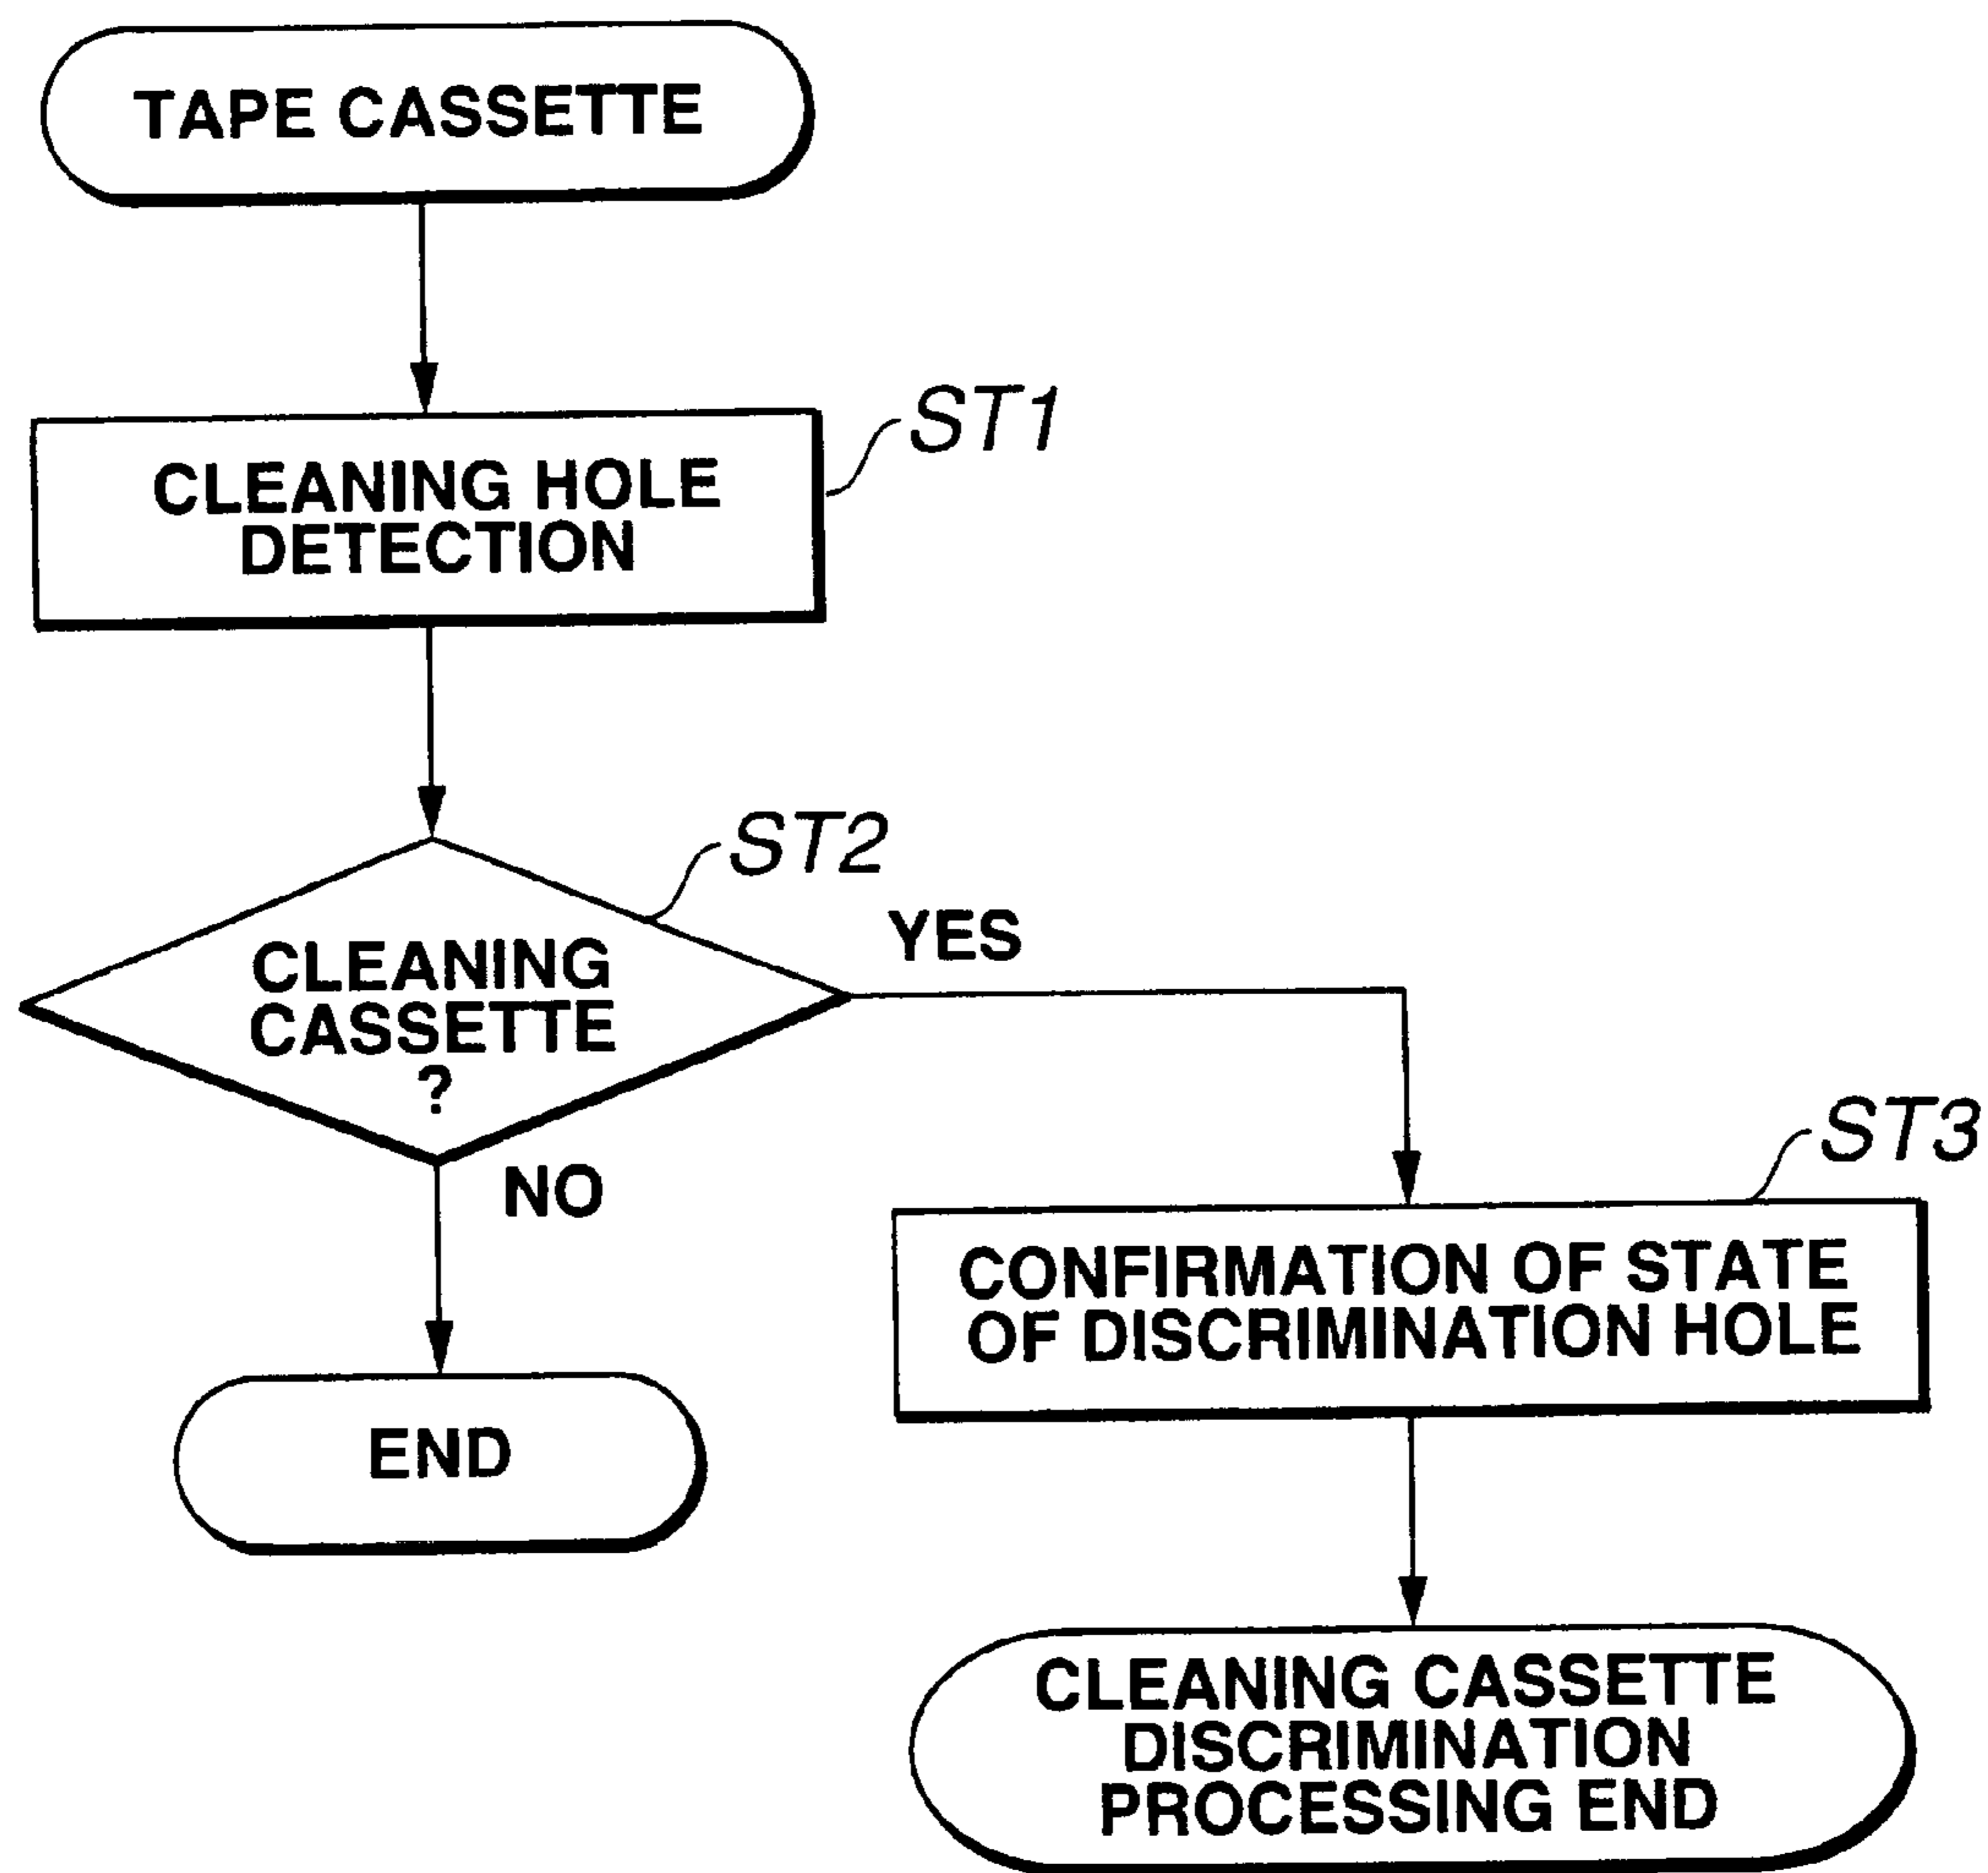 TAPE CASSETTE
CLEANING HOLE
DETECTION
ST1
CLEANING
CASSETTE
?
ST2
YES
NO
END
CONFIRMATION OF STATE
OF DISCRIMINATION HOLE
ST3
CLEANING CASSETTE
DISCRIMINATION
PROCESSING END